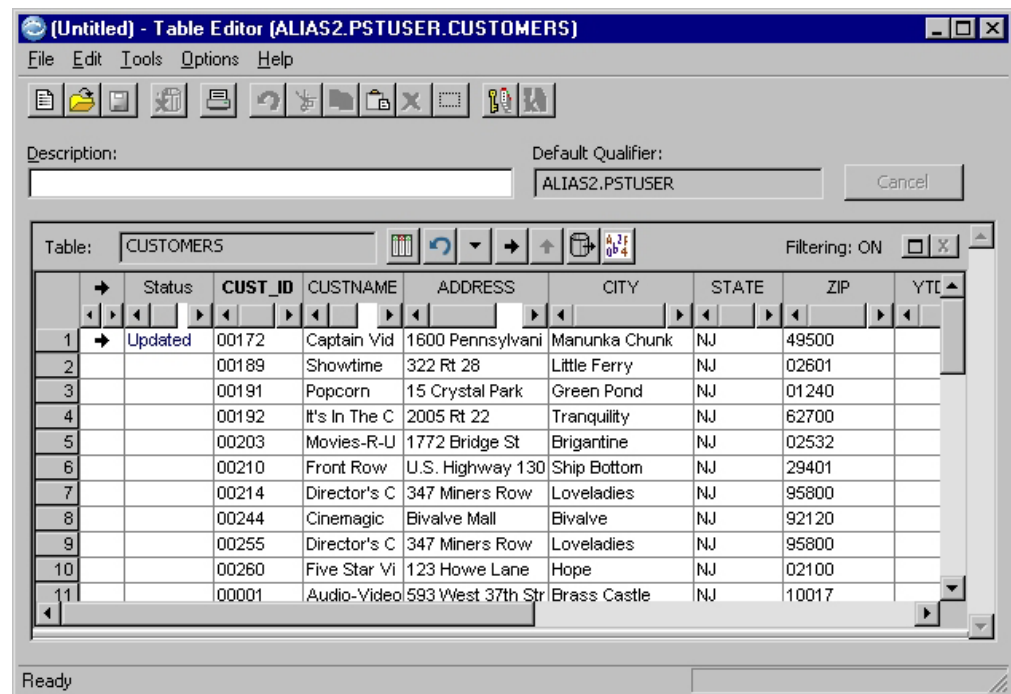 (Untitled) - Table Editor (ALIAS2.PSTUSER.CUSTOMERS)
File Edit Tools Options Help
Description: Default Qualifier:
ALIAS2.PSTUSER Cancel
Table: CUSTOMERS Filtering: ON
Status CUST_ID CUSTNAME ADDRESS CITY STATE ZIP YTD
1 Updated 00172 Captain Vid 1600 Pennsylvani Manunka Chunk NJ 49500
2 00189 Showtime 322 Rt 28 Little Ferry NJ 02601
3 00191 Popcorn 15 Crystal Park Green Pond NJ 01240
4 00192 It's In The C 2005 Rt 22 Tranquility NJ 62700
5 00203 Movies-R-U 1772 Bridge St Brigantine NJ 02532
6 00210 Front Row U.S. Highway 130 Ship Bottom NJ 29401
7 00214 Director's C 347 Miners Row Loveladies NJ 95800
8 00244 Cinemagic Bivalve Mall Bivalve NJ 92120
9 00255 Director's C 347 Miners Row Loveladies NJ 95800
10 00260 Five Star Vi 123 Howe Lane Hope NJ 02100
11 00001 Audio-Video 593 West 37th Str Brass Castle NJ 10017
Ready